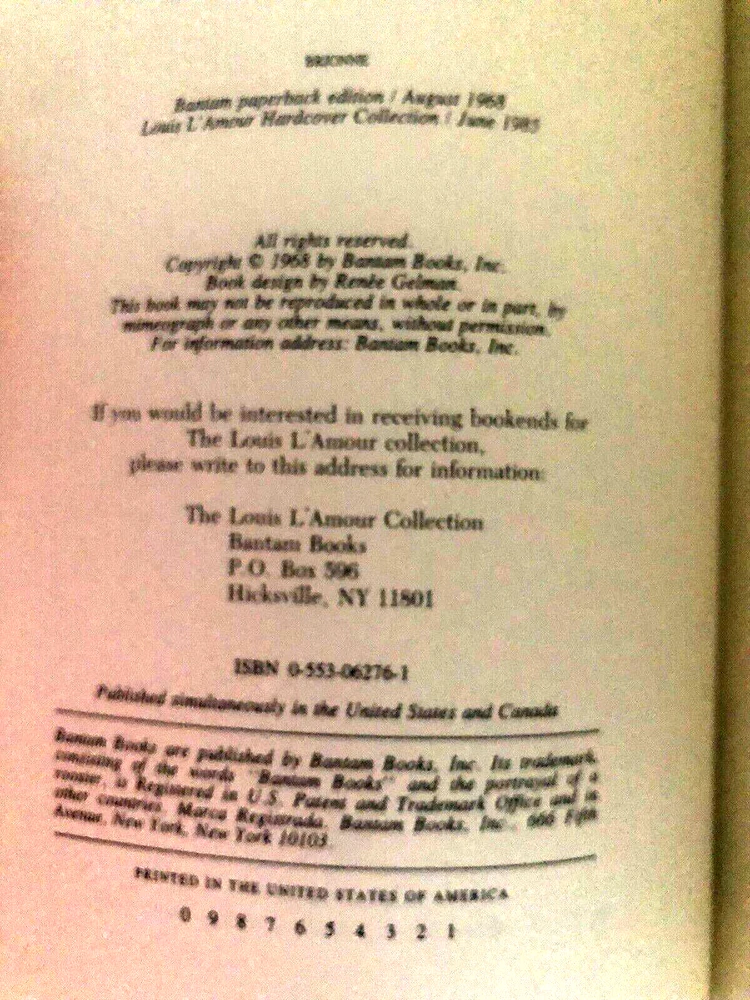 BRIONNE
Bantam paperback edition / August 1968
Louis L'Amour Hardcover Collection / June 1985
All rights reserved.
Copyright © 1968 by Bantam Books, Inc.
Book design by Renée Gelman.
This book may not be reproduced in whole or in part, by
mimeograph or any other means, without permission.
For information address: Bantam Books, Inc.
If you would be interested in receiving bookends for
The Louis L'Amour collection,
please write to this address for information:
The Louis L'Amour Collection
Bantam Books
P.O. Box 596
Hicksville, NY 11801
ISBN 0-553-06276-1
Published simultaneously in the United States and Canada
Bantam Books are published by Bantam Books, Inc. Its trademark,
consisting of the words "Bantam Books" and the portrayal of a
rooster, is Registered in U.S. Patent and Trademark Office and in
other countries. Marca Registrada. Bantam Books, Inc., 666 Fifth
Avenue, New York, New York 10103.
PRINTED IN THE UNITED STATES OF AMERICA
0 9 8 7 6 5 4 3 2 1